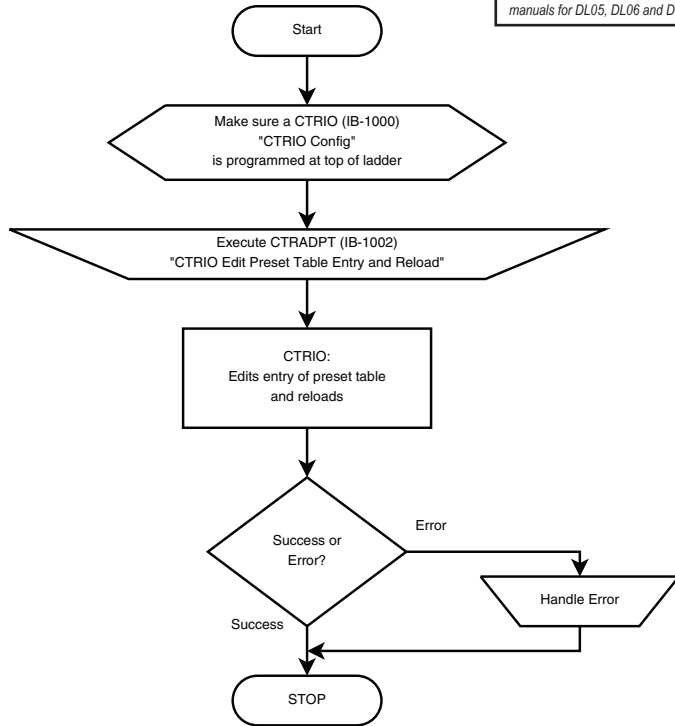 manuals for DL05, DL06 and D
Start
Make sure a CTRIO (IB-1000)
"CTRIO Config"
is programmed at top of ladder
Execute CTRADPT (IB-1002)
"CTRIO Edit Preset Table Entry and Reload"
CTRIO:
Edits entry of preset table
and reloads
Success or
Error?
Error
Handle Error
Success
STOP